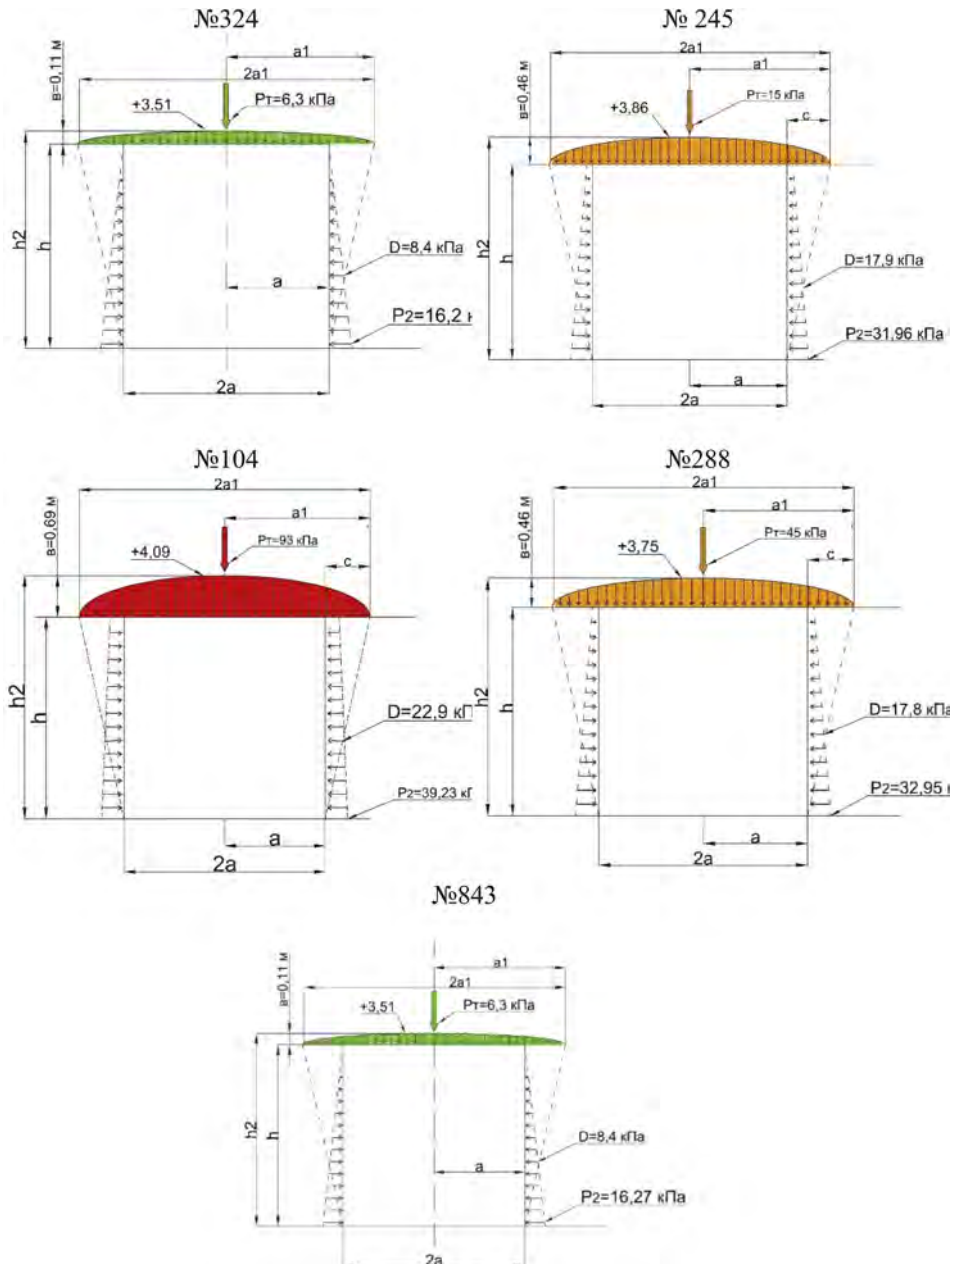 №324
в=0,11 м
a1
2a1
Pт=6,3 кПа
+3.51
h2
h
D=8,4 кПа
a
P2=16,2
2a
№ 245
2a1
в=0,46 м
a1
Pт=15 кПа
+3,86
c
h2
h
D=17,9 кПа
P2=31,96 кПа
a
2a
№104
2a1
в=0,69 м
a1
Pт=93 кПа
+4,09
c
h2
h
D=22,9 кП
P2=39,23
a
2a
№288
2a1
в=0,46 м
a1
Pт=45 кПа
+3,75
c
h2
h
D=17,8 кПа
P2=32,95
a
2a
№843
a1
в=0,11 м
2a1
+3,51
Pт=6,3 кПа
h2
h
D=8,4 кПа
a
P2=16,27 кПа
2a